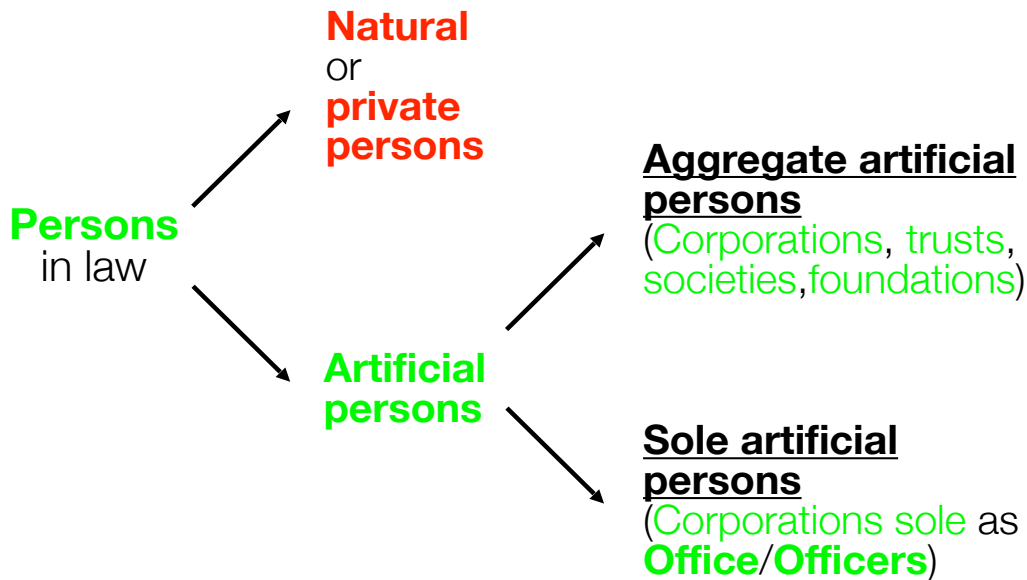 Natural
or
private
persons
Persons
in law
Aggregate artificial
persons
(Corporations, trusts,
societies,foundations)
Artificial
persons
Sole artificial
persons
(Corporations sole as
Office/Officers)